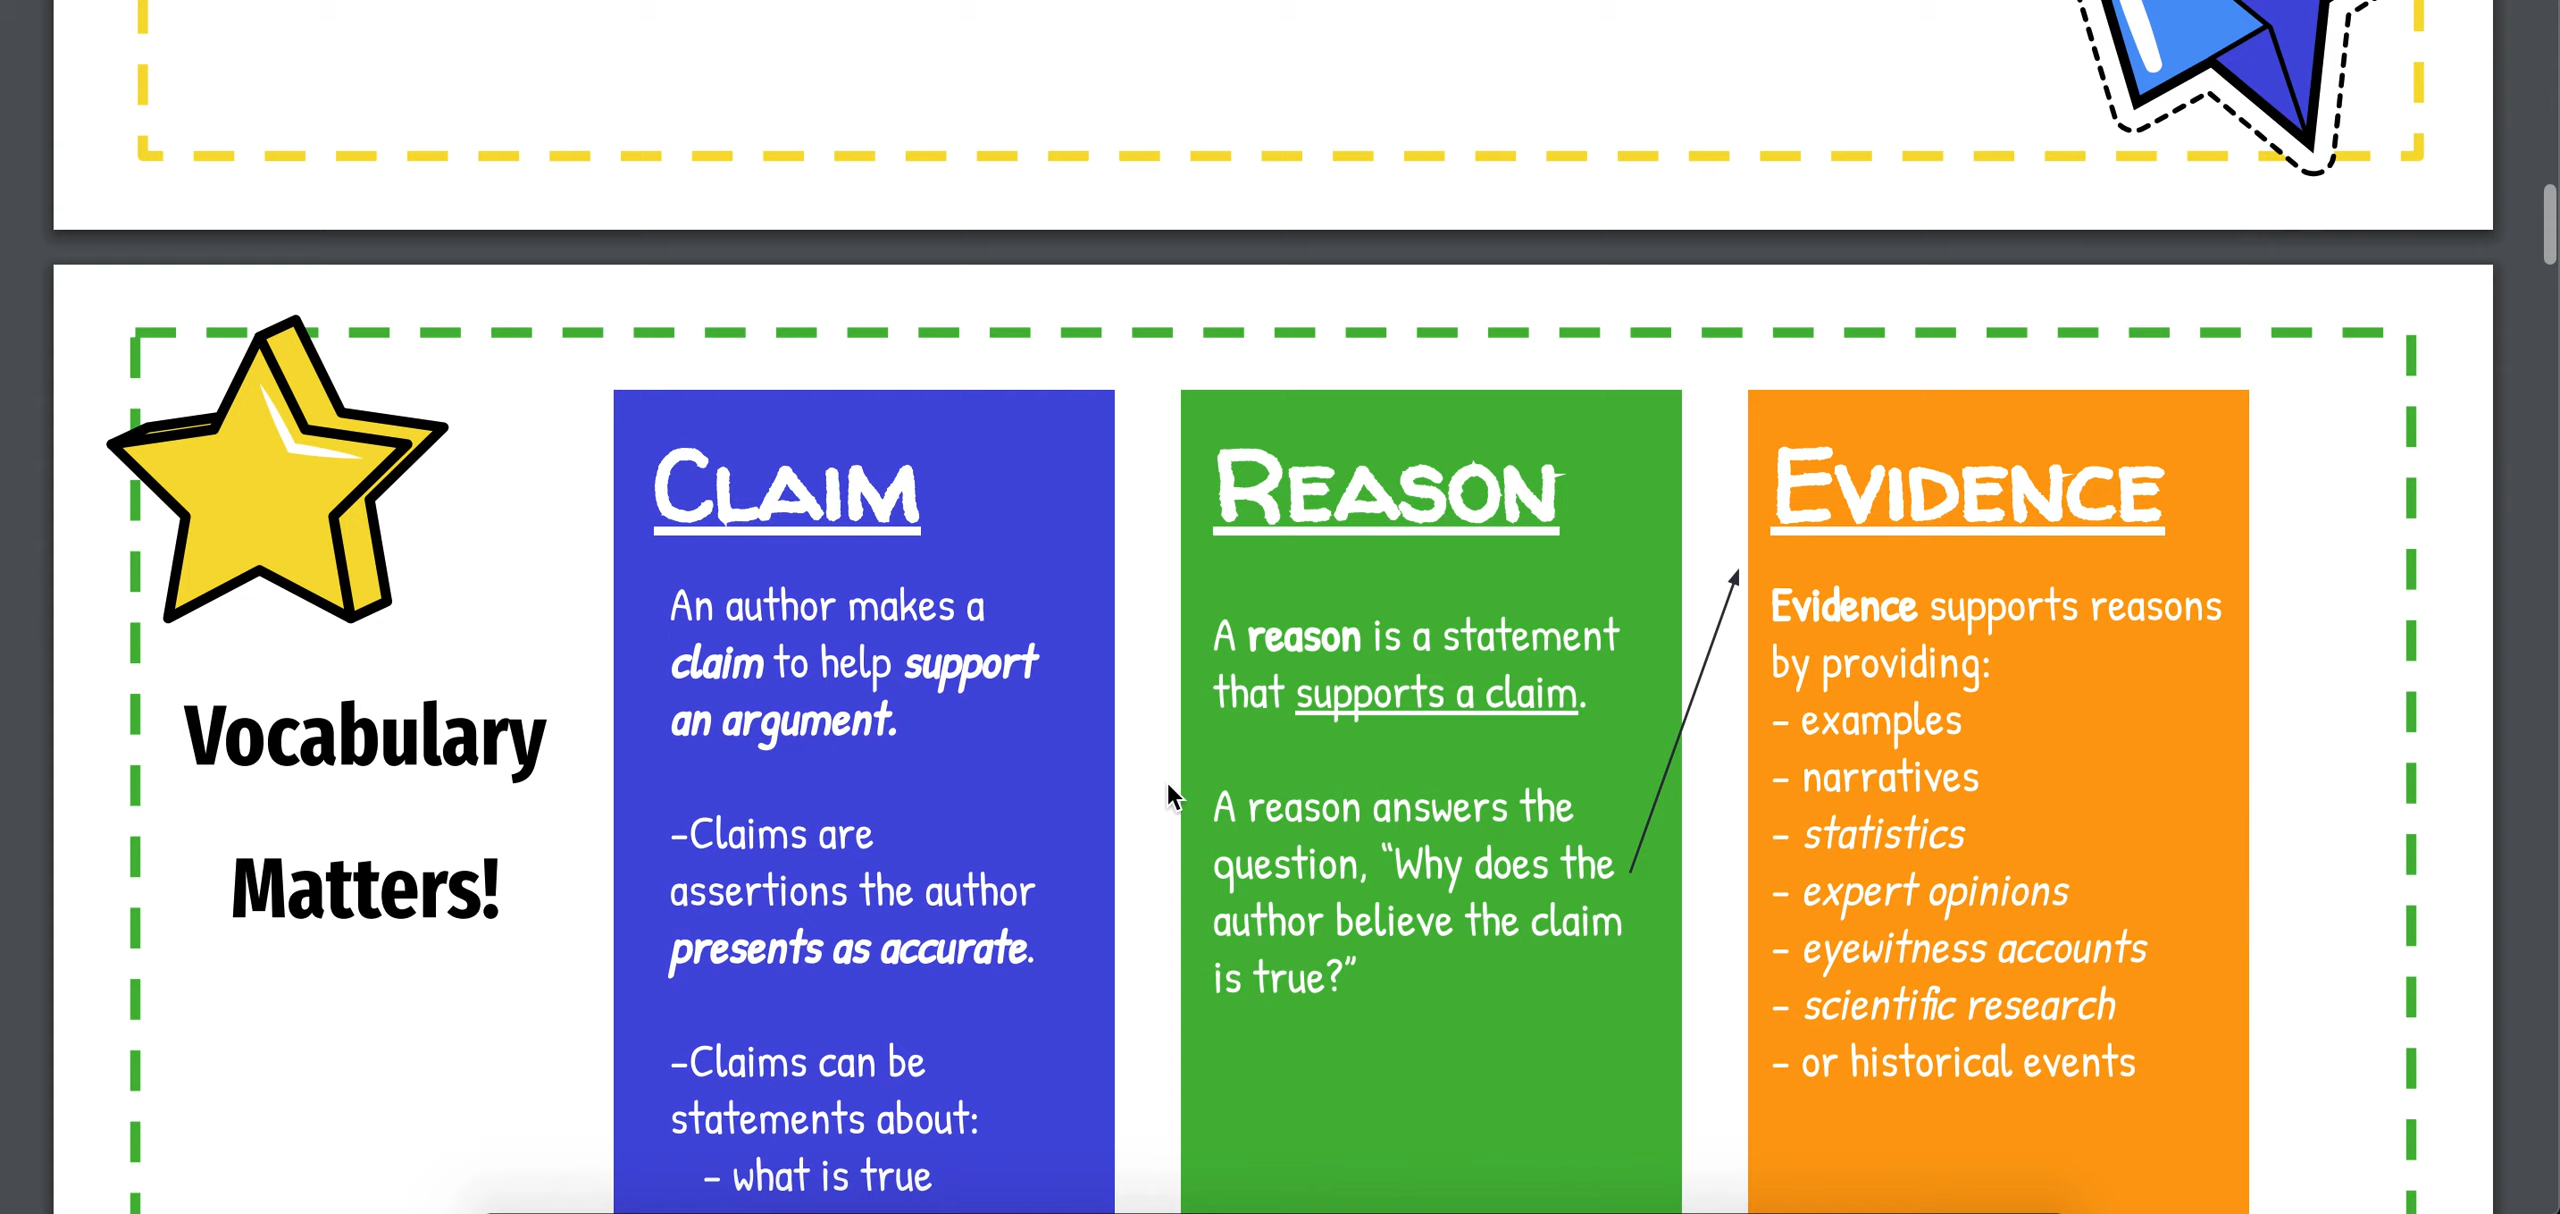 Vocabulary
Matters!
CLAIM
An author makes a
claim to help support
an argument.
-Claims are
assertions the author
presents as accurate.
-Claims can be
statements about:
- what is true
REASON
A reason is a statement
that supports a claim.
A reason answers the
question, “Why does the
author believe the claim
is true?”
EVIDENCE
Evidence supports reasons
by providing:
- examples
- narratives
- statistics
- expert opinions
- eyewitness accounts
- scientific research
- or historical events